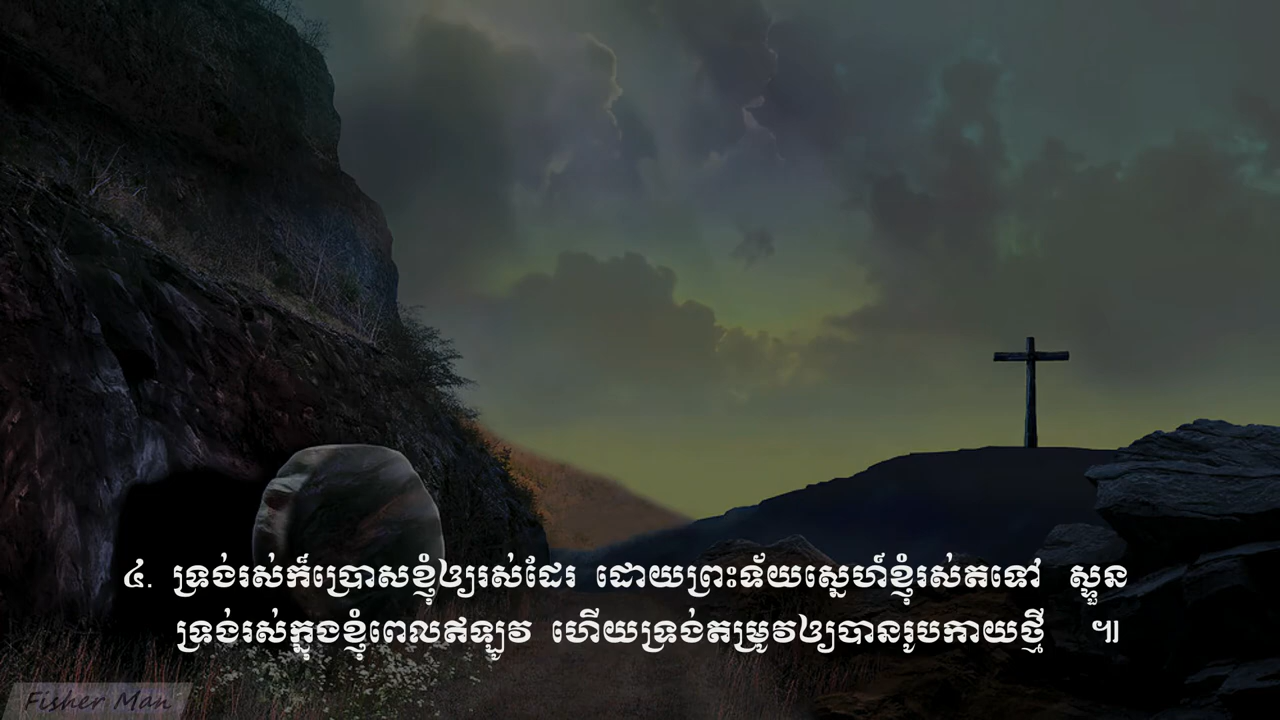 ៤. ទ្រង់រស់ក៏ប្រោសខ្ញុំឲ្យរស់ដែរ ដោយព្រះទ័យស្នេហ៍ខ្ញុំរស់តទៅ ស្ទួន
ទ្រង់រស់ក្នុងខ្ញុំពេលឥឡូវ ហើយទ្រង់តម្រូវឲ្យបានរូបកាយថ្មី ៕
Fisher Man